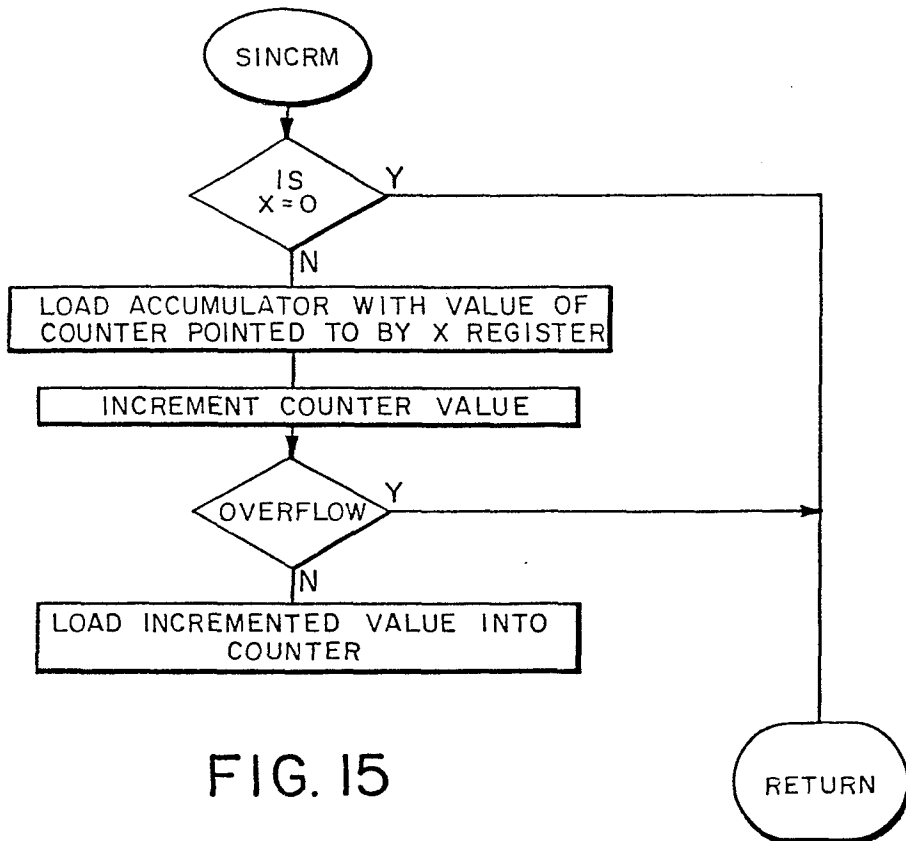 SINCRM
IS
X=0
Y
N
LOAD ACCUMULATOR WITH VALUE OF
COUNTER POINTED TO BY X REGISTER
INCREMENT COUNTER VALUE
OVERFLOW
Y
N
LOAD INCREMENTED VALUE INTO
COUNTER
FIG. 15
RETURN